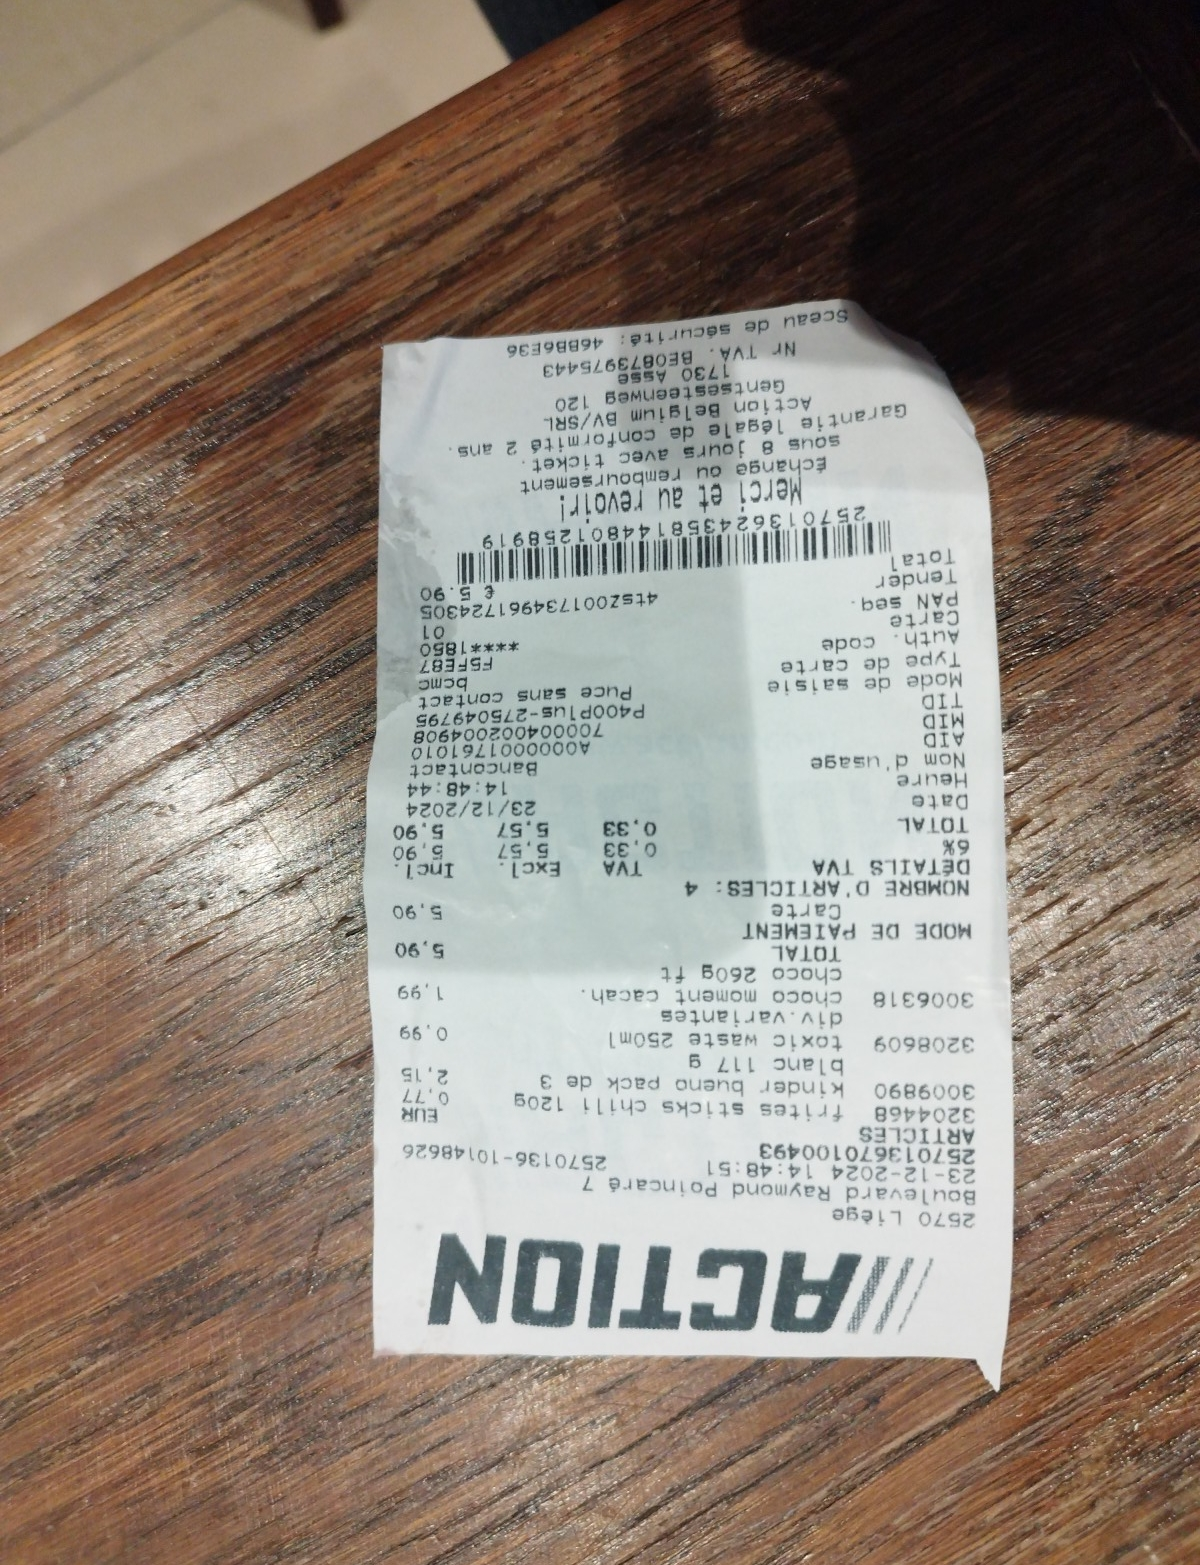 ACTION
2570 Liège
Boulevard Raymond Poincaré 7
23-12-2024 14:48:51 2570136-10148626
257013670100493
ARTICLES EUR
3204468 frites sticks chili 120g 0,77
3009890 kinder bueno pack de 3 2,15
blanc 117 g
3208609 toxic waste 250ml 0,99
div.variantes
3006318 choco moment cacah. 1,99
choco 260g ft
TOTAL 5,90
MODE DE PAIEMENT
Carte 5,90
NOMBRE D'ARTICLES: 4
DÉTAILS TVA TVA Excl. Incl.
6% 0,33 5,57 5,90
TOTAL 0,33 5,57 5,90
Date 23/12/2024
Heure 14:48:44
Nom d'usage Bancontact
AID A0000001761010
MID 700004002004908
TID P400Plus-275049795
Mode de saisie Puce sans contact
Type de carte bcmc
Auth. code F5FE87
Carte ****1850
PAN seq. 01
Tender 4tsZ001734961724305
Total € 5.90
2570136243581448012589​19
Merci et au revoir!
Échange ou remboursement
sous 8 jours avec ticket.
Garantie légale de conformité 2 ans.
Action Belgium BV/SRL
Gentsesteenweg 120
1730 Asse
Nr TVA. BE0873975443
Sceau de sécurité: 46BB6E36